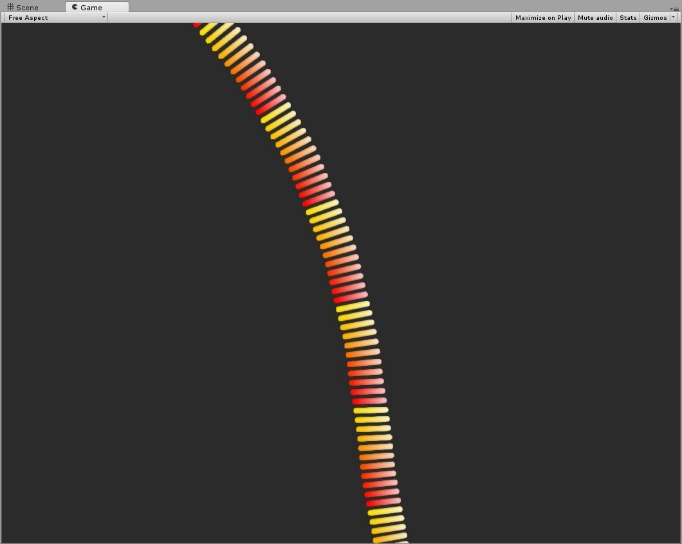 Scene
Game
Free Aspect
Maximize on Play
Mute audio
Stats
Gizmos